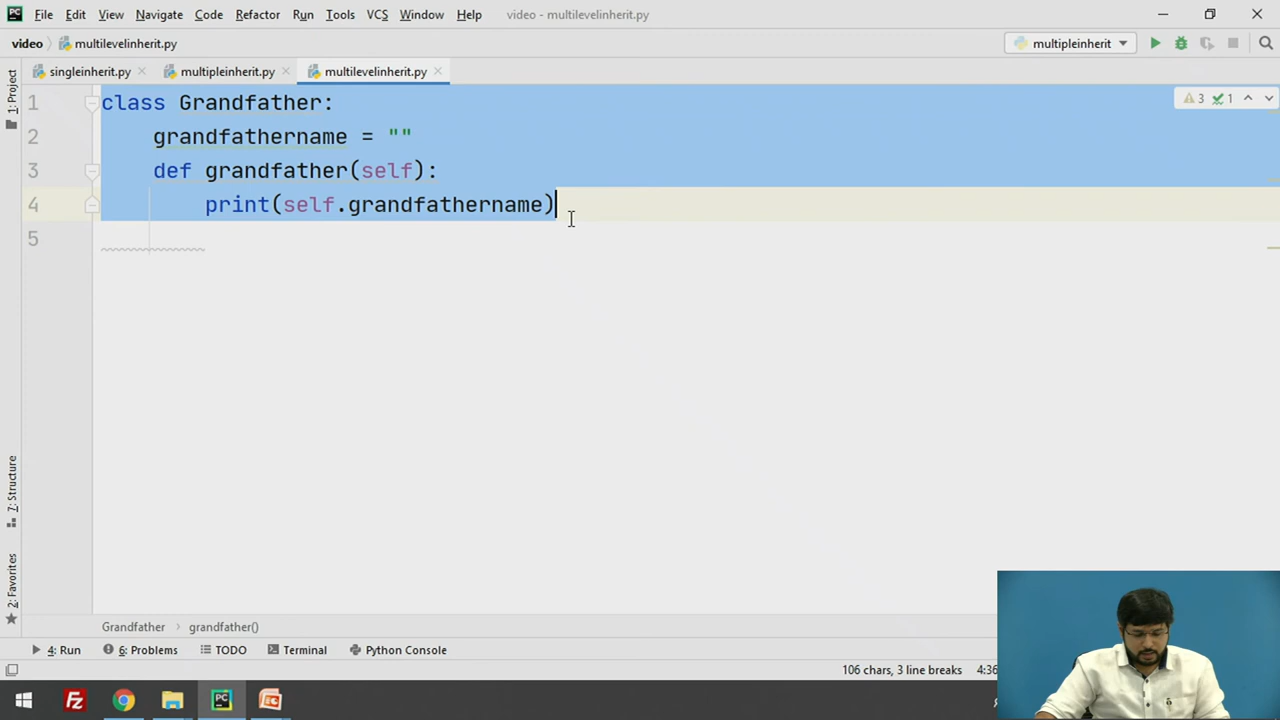 File Edit View Navigate Code Refactor Run Tools VCS Window Help video - multilevelinherit.py
video multilevelinherit.py multipleinherit
singleinherit.py multipleinherit.py multilevelinherit.py
1: Project
3 1
1 class Grandfather:
2 grandfathername = ""
3 def grandfather(self):
4 print(self.grandfathername)
5
7: Structure
2: Favorites
Grandfather grandfather()
4: Run 6: Problems TODO Terminal Python Console
106 chars, 3 line breaks 4:36